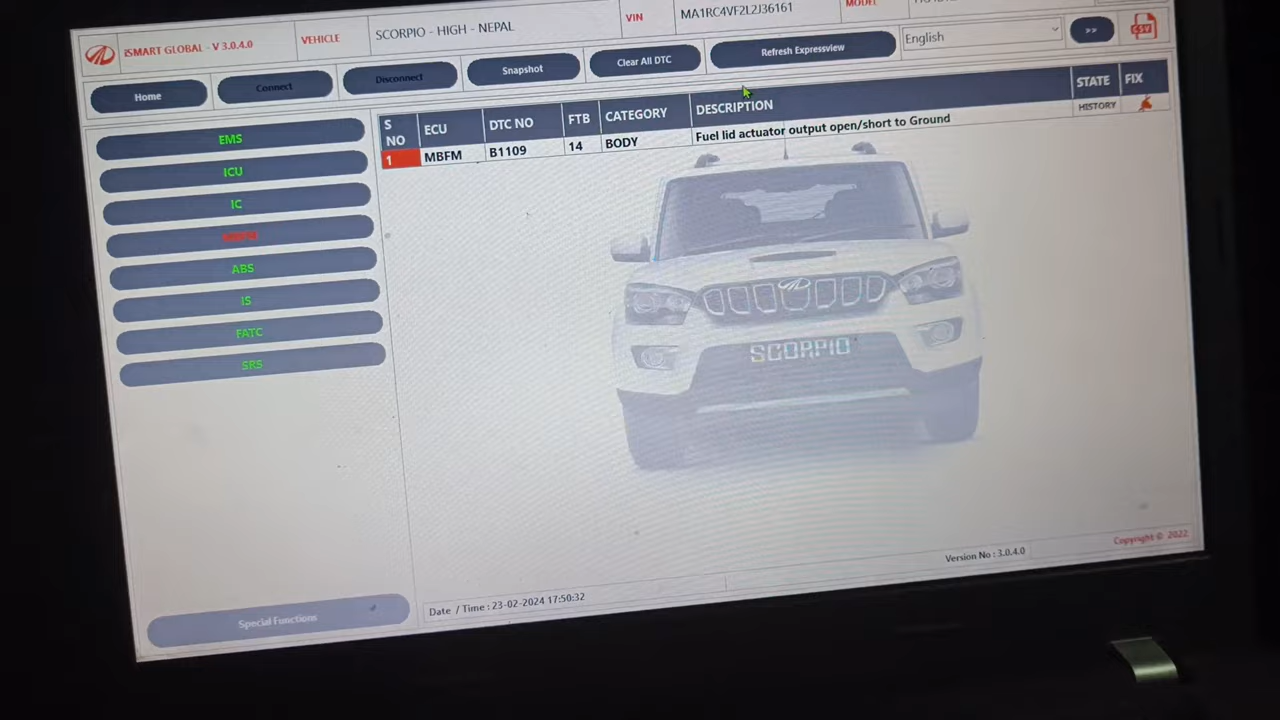 iSMART GLOBAL - V 3.0.4.0
VEHICLE
SCORPIO - HIGH - NEPAL
VIN
MA1RC4VF2L2J36161
MODEL
Home
Connect
Disconnect
Snapshot
Clear All DTC
Refresh Expressview
English
>>
CSV
S NO ECU DTC NO FTB CATEGORY DESCRIPTION STATE FIX
1 MBFM B1109 14 BODY Fuel lid actuator output open/short to Ground HISTORY
EMS
ICU
IC
MBFM
ABS
IS
FATC
SRS
SCORPIO
Special Functions
Date / Time : 23-02-2024 17:50:32
Version No : 3.0.4.0
Copyright © 2022